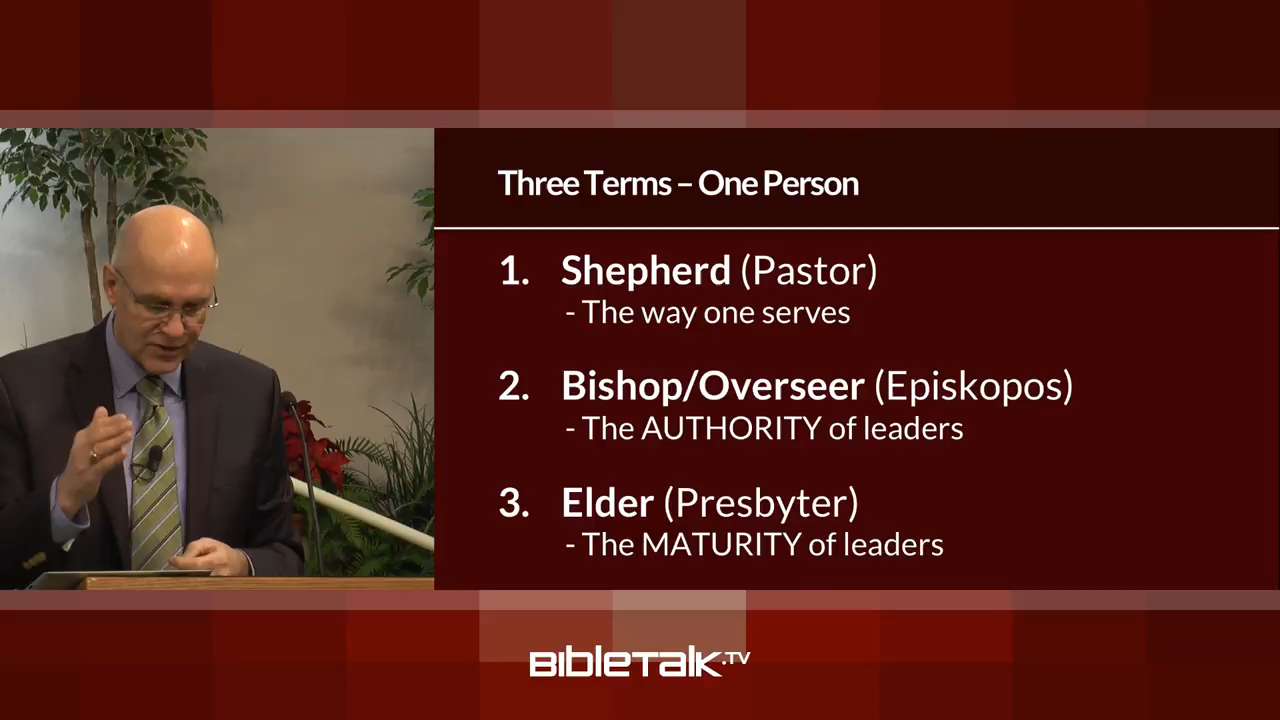 Three Terms – One Person
1. Shepherd (Pastor)
- The way one serves
2. Bishop/Overseer (Episkopos)
- The AUTHORITY of leaders
3. Elder (Presbyter)
- The MATURITY of leaders
BibleTalk.TV